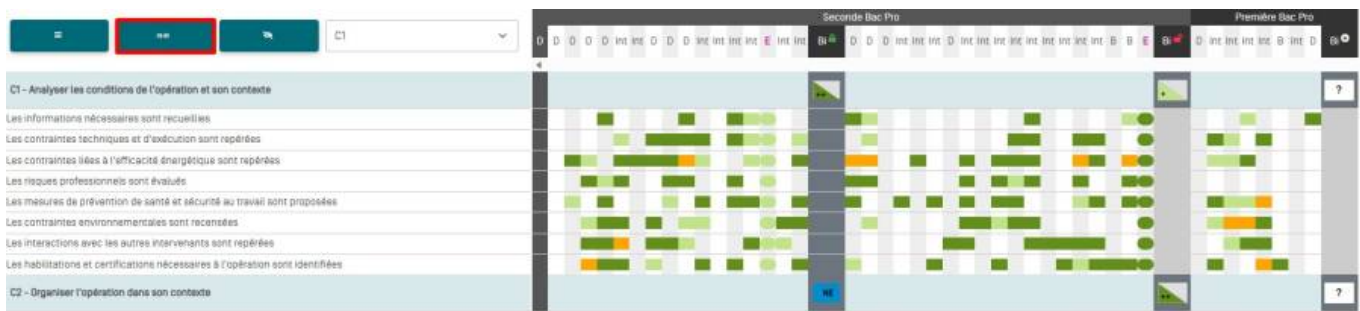 C1
Seconde Bac Pro
Première Bac Pro
D D D D D Int Int D D D Int Int Int Int E Int Int Bi D D D Int Int Int D Int Int Int Int Int Int Int Int Int B B E Bi D Int Int Int Int B Int D Bi
C1 - Analyser les conditions de l'opération et son contexte
++
+
?
Les informations nécessaires sont recueillies
Les contraintes techniques et d'exécution sont repérées
Les contraintes liées à l'efficacité énergétique sont repérées
Les risques professionnels sont évalués
Les mesures de prévention de santé et sécurité au travail sont proposées
Les contraintes environnementales sont recensées
Les interactions avec les autres intervenants sont repérées
Les habilitations et certifications nécessaires à l'opération sont identifiées
C2 - Organiser l'opération dans son contexte
NE
++
?